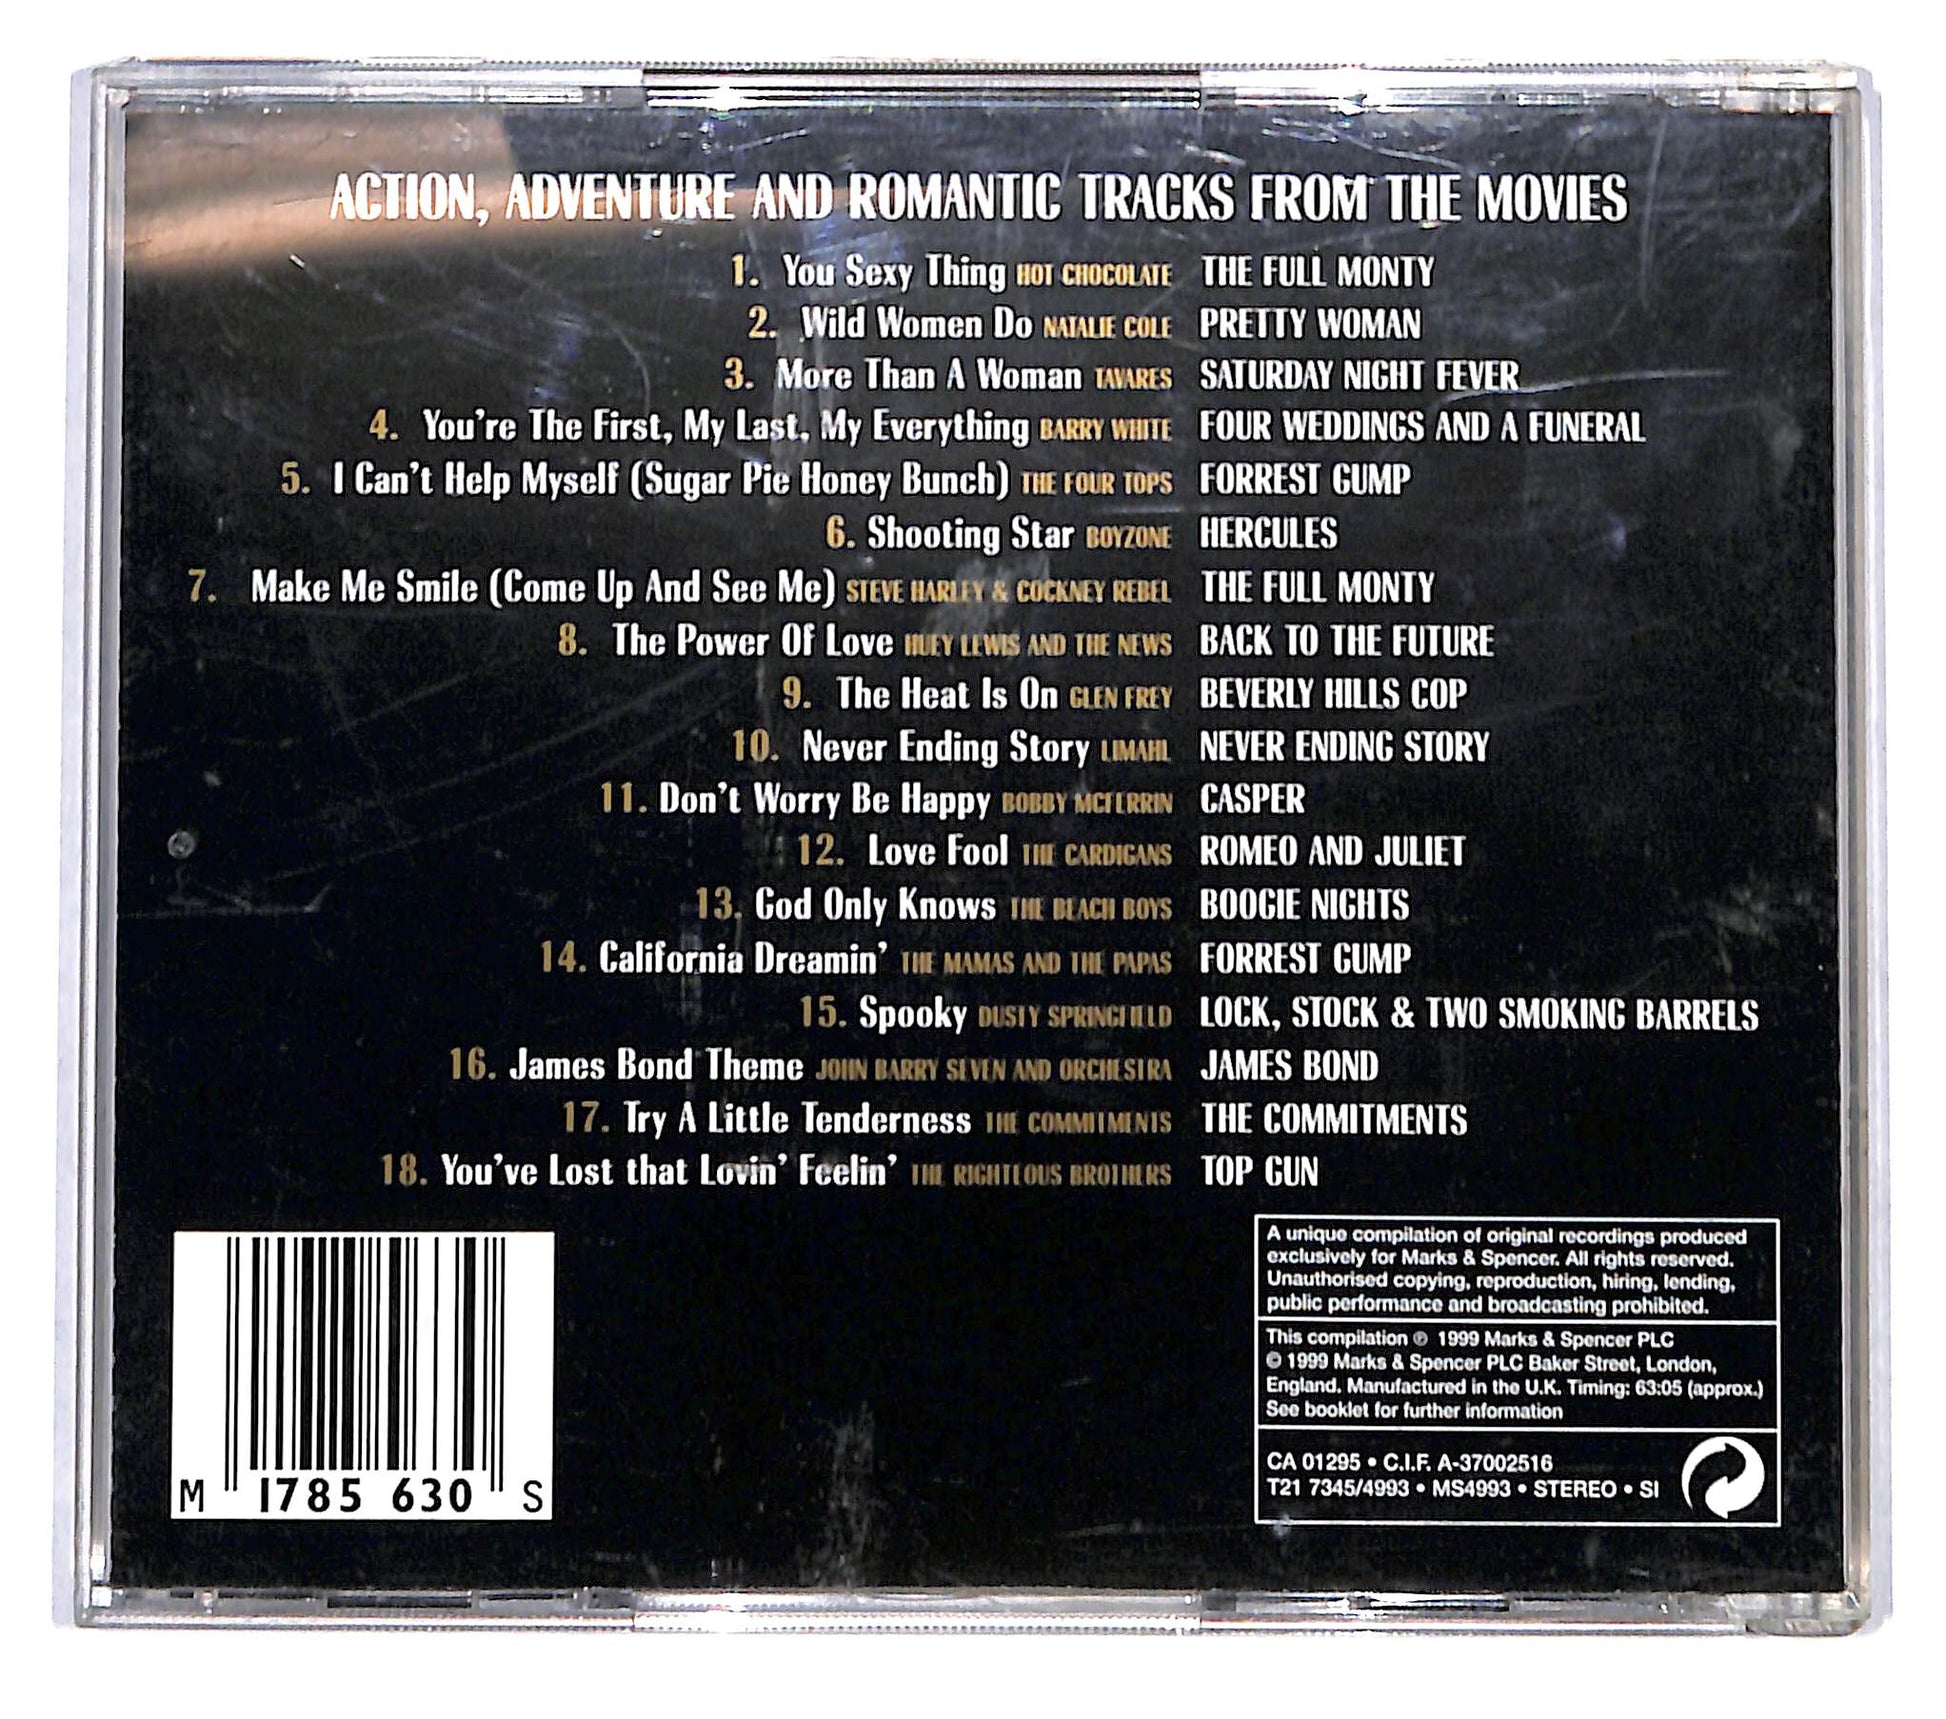 ACTION, ADVENTURE AND ROMANTIC TRACKS FROM THE MOVIES
1. You Sexy Thing HOT CHOCOLATE THE FULL MONTY
2. Wild Women Do NATALIE COLE PRETTY WOMAN
3. More Than A Woman TAVARES SATURDAY NIGHT FEVER
4. You're The First, My Last, My Everything BARRY WHITE FOUR WEDDINGS AND A FUNERAL
5. I Can't Help Myself (Sugar Pie Honey Bunch) THE FOUR TOPS FORREST GUMP
6. Shooting Star BOYZONE HERCULES
7. Make Me Smile (Come Up And See Me) STEVE HARLEY & COCKNEY REBEL THE FULL MONTY
8. The Power Of Love HUEY LEWIS AND THE NEWS BACK TO THE FUTURE
9. The Heat Is On GLEN FREY BEVERLY HILLS COP
10. Never Ending Story LIMAHL NEVER ENDING STORY
11. Don't Worry Be Happy BOBBY MCFERRIN CASPER
12. Love Fool THE CARDIGANS ROMEO AND JULIET
13. God Only Knows THE BEACH BOYS BOOGIE NIGHTS
14. California Dreamin' THE MAMAS AND THE PAPAS FORREST GUMP
15. Spooky DUSTY SPRINGFIELD LOCK, STOCK & TWO SMOKING BARRELS
16. James Bond Theme JOHN BARRY SEVEN AND ORCHESTRA JAMES BOND
17. Try A Little Tenderness THE COMMITMENTS THE COMMITMENTS
18. You've Lost that Lovin' Feelin' THE RIGHTEOUS BROTHERS TOP GUN
M 1785 630 S
A unique compilation of original recordings produced
exclusively for Marks & Spencer. All rights reserved.
Unauthorised copying, reproduction, hiring, lending,
public performance and broadcasting prohibited.
This compilation ℗ 1999 Marks & Spencer PLC
© 1999 Marks & Spencer PLC Baker Street, London,
England. Manufactured in the U.K. Timing: 63:05 (approx.)
See booklet for further information
CA 01295 • C.I.F. A-37002516
T21 7345/4993 • MS4993 • STEREO • SI